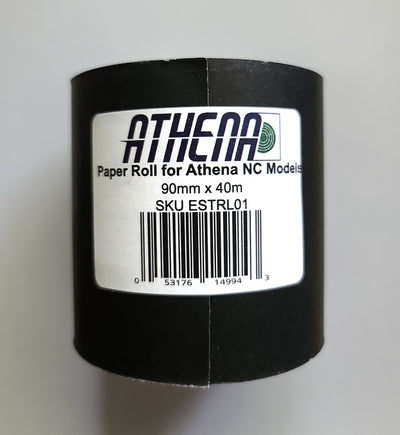 ATHENA
Paper Roll for Athena NC Models
90mm x 40m
SKU ESTRL01
0 53176 14994 3